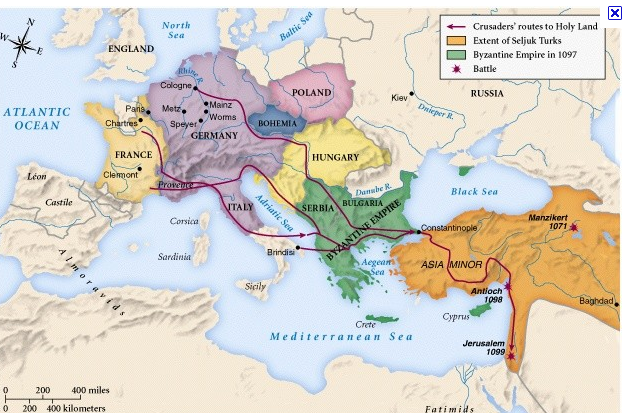 Crusaders' routes to Holy Land
Extent of Seljuk Turks
Byzantine Empire in 1097
Battle
N
W
E
S
North
Sea
Baltic Sea
ENGLAND
ATLANTIC
OCEAN
Rhine R.
Cologne
POLAND
Kiev
Dnieper R.
RUSSIA
Paris
Chartres
Metz
Mainz
Worms
Speyer
GERMANY
BOHEMIA
FRANCE
Clermont
HUNGARY
Provence
Léon
Castile
Corsica
ITALY
Adriatic Sea
SERBIA
Danube R.
BULGARIA
BYZANTINE EMPIRE
Black Sea
Constantinople
Manzikert
1071
Sardinia
Brindisi
Aegean
Sea
ASIA MINOR
Almoravids
Sicily
Antioch
1098
Baghdad
Crete
Cyprus
Mediterranean Sea
Jerusalem
1099
0 200 400 miles
0 200 400 kilometers
Fatimids